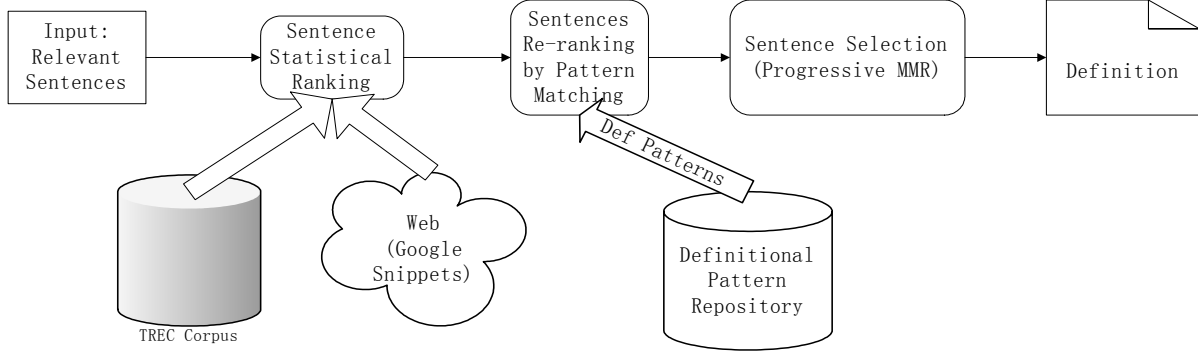 Input:
Relevant
Sentences
Sentence
Statistical
Ranking
Sentences
Re-ranking
by Pattern
Matching
Sentence Selection
(Progressive MMR)
Definition
Def Patterns
TREC Corpus
Web
(Google
Snippets)
Definitional
Pattern
Repository